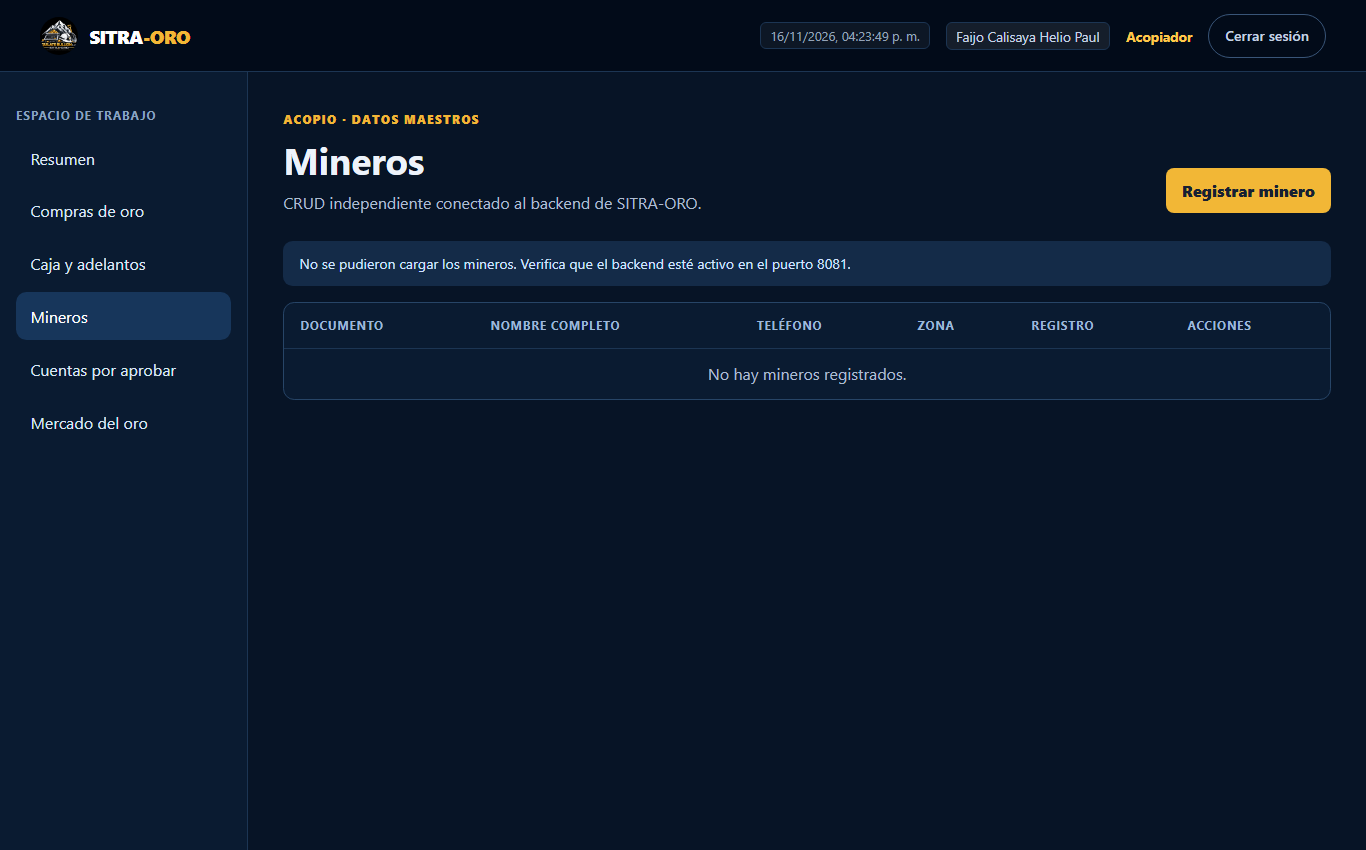 SITRA-ORO
16/11/2026, 04:23:49 p. m.
Faijo Calisaya Helio Paul
Acopiador
Cerrar sesión
ESPACIO DE TRABAJO
Resumen
Compras de oro
Caja y adelantos
Mineros
Cuentas por aprobar
Mercado del oro
ACOPIO · DATOS MAESTROS
Mineros
CRUD independiente conectado al backend de SITRA-ORO.
Registrar minero
No se pudieron cargar los mineros. Verifica que el backend esté activo en el puerto 8081.
DOCUMENTO NOMBRE COMPLETO TELÉFONO ZONA REGISTRO ACCIONES
No hay mineros registrados.